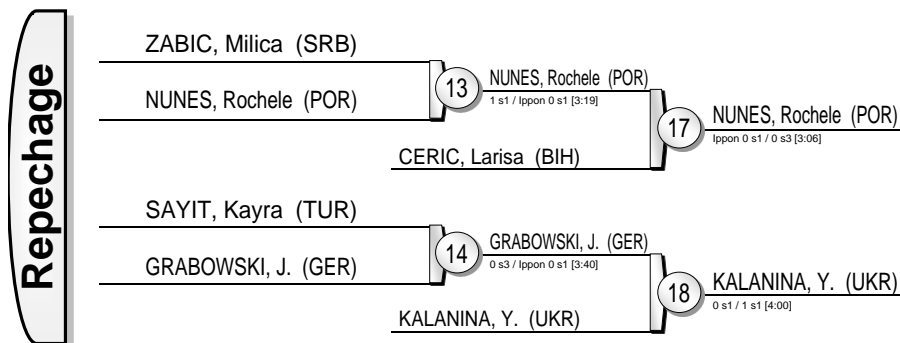 Repechage
ZABIC, Milica (SRB)
NUNES, Rochele (POR)
13
NUNES, Rochele (POR)
1 s1 / Ippon 0 s1 [3:19]
CERIC, Larisa (BIH)
17
NUNES, Rochele (POR)
Ippon 0 s1 / 0 s3 [3:06]
SAYIT, Kayra (TUR)
GRABOWSKI, J. (GER)
14
GRABOWSKI, J. (GER)
0 s3 / Ippon 0 s1 [3:40]
KALANINA, Y. (UKR)
18
KALANINA, Y. (UKR)
0 s1 / 1 s1 [4:00]